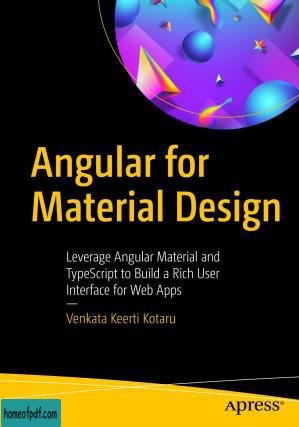 Angular for
Material Design
Leverage Angular Material and
TypeScript to Build a Rich User
Interface for Web Apps
—
Venkata Keerti Kotaru
Apress®
homeofpdf.com